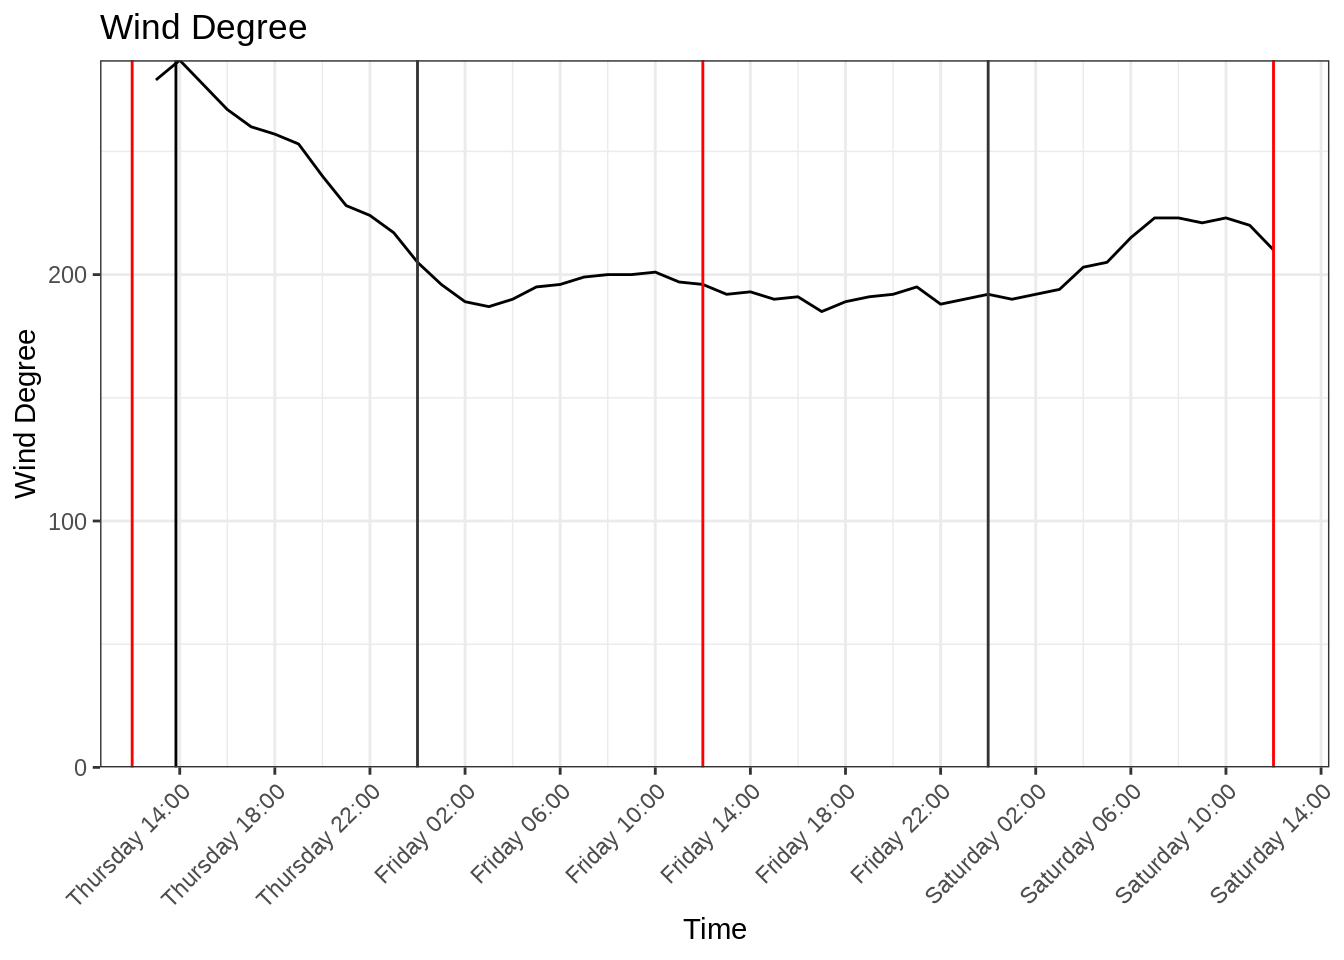 Wind Degree
Wind Degree
200
100
0
Thursday 14:00
Thursday 18:00
Thursday 22:00
Friday 02:00
Friday 06:00
Friday 10:00
Friday 14:00
Friday 18:00
Friday 22:00
Saturday 02:00
Saturday 06:00
Saturday 10:00
Saturday 14:00
Time